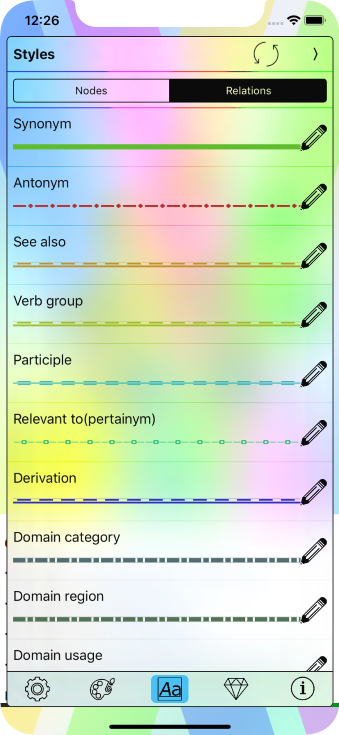 12:26
Styles
Nodes
Relations
Synonym
Antonym
See also
Verb group
Participle
Relevant to(pertainym)
Derivation
Domain category
Domain region
Domain usage
Aa